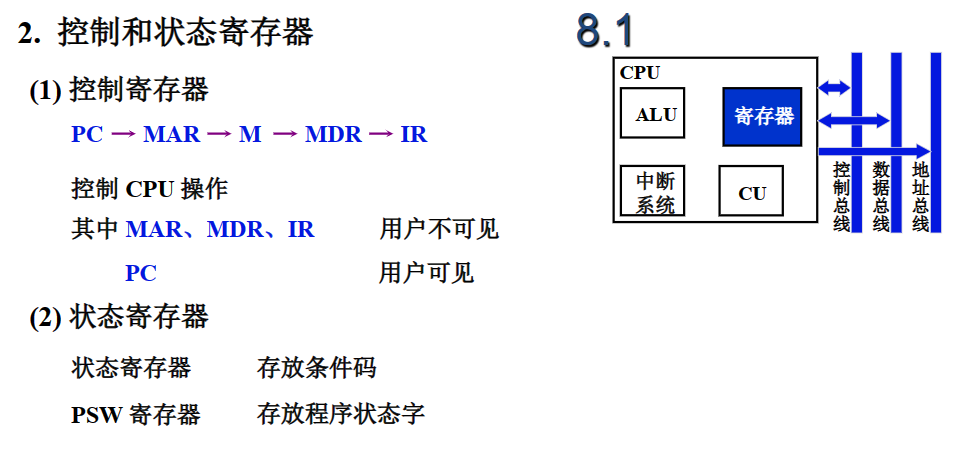 2. 控制和状态寄存器
8.1
(1) 控制寄存器
PC → MAR → M → MDR → IR
控制 CPU 操作
其中 MAR、MDR、IR 用户不可见
PC 用户可见
(2) 状态寄存器
状态寄存器 存放条件码
PSW 寄存器 存放程序状态字
CPU
ALU
寄存器
中断
系统
CU
控制总线
数据总线
地址总线